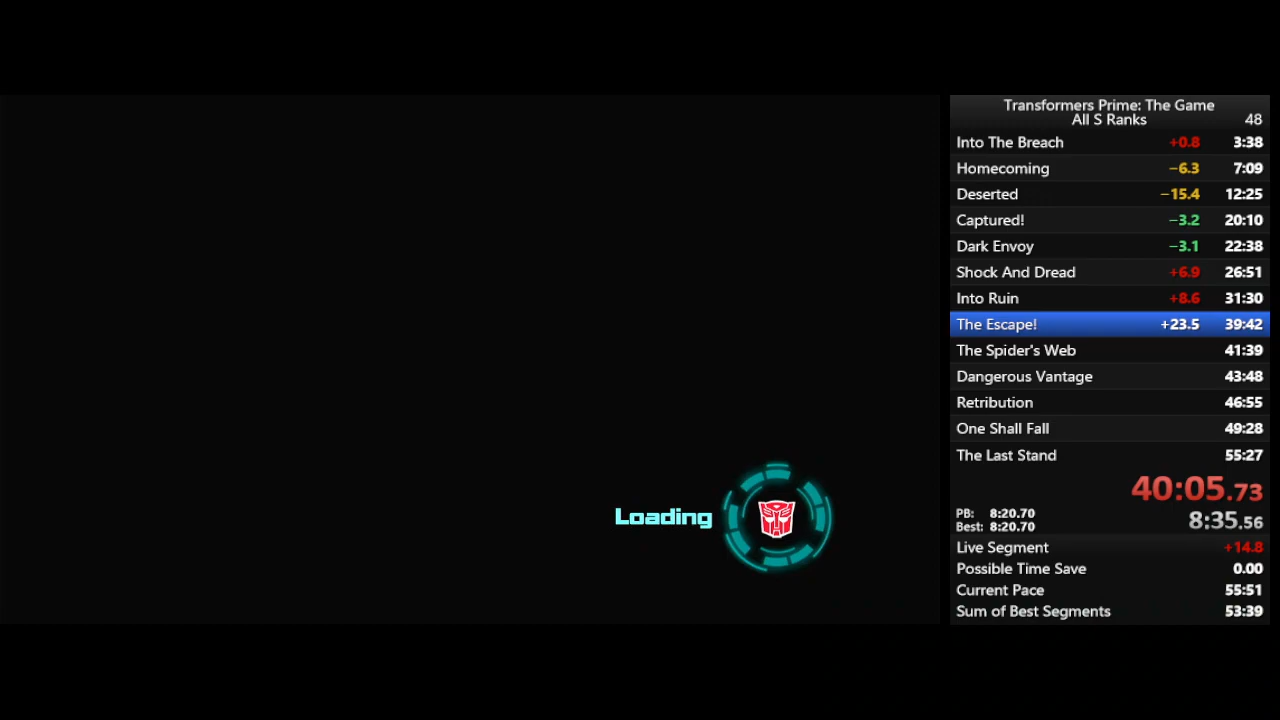 Loading
Transformers Prime: The Game
All S Ranks 48
Into The Breach +0.8 3:38
Homecoming −6.3 7:09
Deserted −15.4 12:25
Captured! −3.2 20:10
Dark Envoy −3.1 22:38
Shock And Dread +6.9 26:51
Into Ruin +8.6 31:30
The Escape! +23.5 39:42
The Spider's Web 41:39
Dangerous Vantage 43:48
Retribution 46:55
One Shall Fall 49:28
The Last Stand 55:27
40:05.73
PB: 8:20.70
Best: 8:20.70
8:35.56
Live Segment +14.8
Possible Time Save 0.00
Current Pace 55:51
Sum of Best Segments 53:39